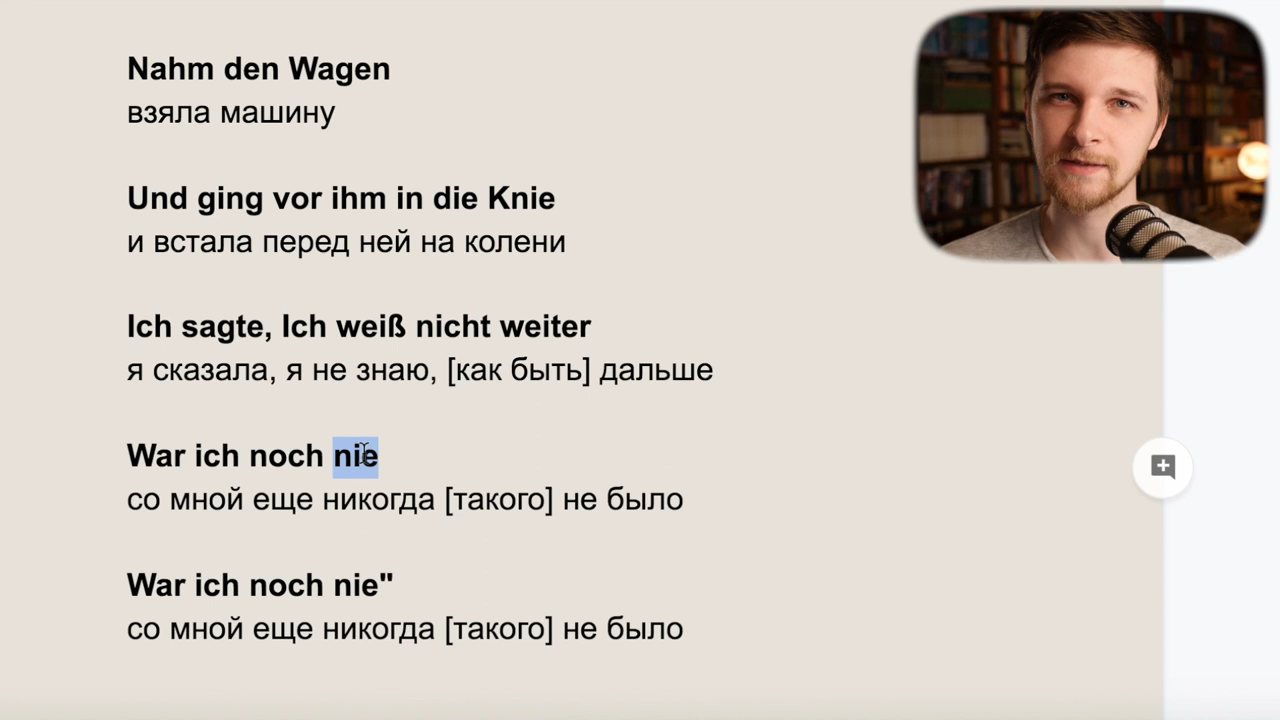 Nahm den Wagen
взяла машину
Und ging vor ihm in die Knie
и встала перед ней на колени
Ich sagte, Ich weiß nicht weiter
я сказала, я не знаю, [как быть] дальше
War ich noch nie
со мной еще никогда [такого] не было
War ich noch nie"
со мной еще никогда [такого] не было